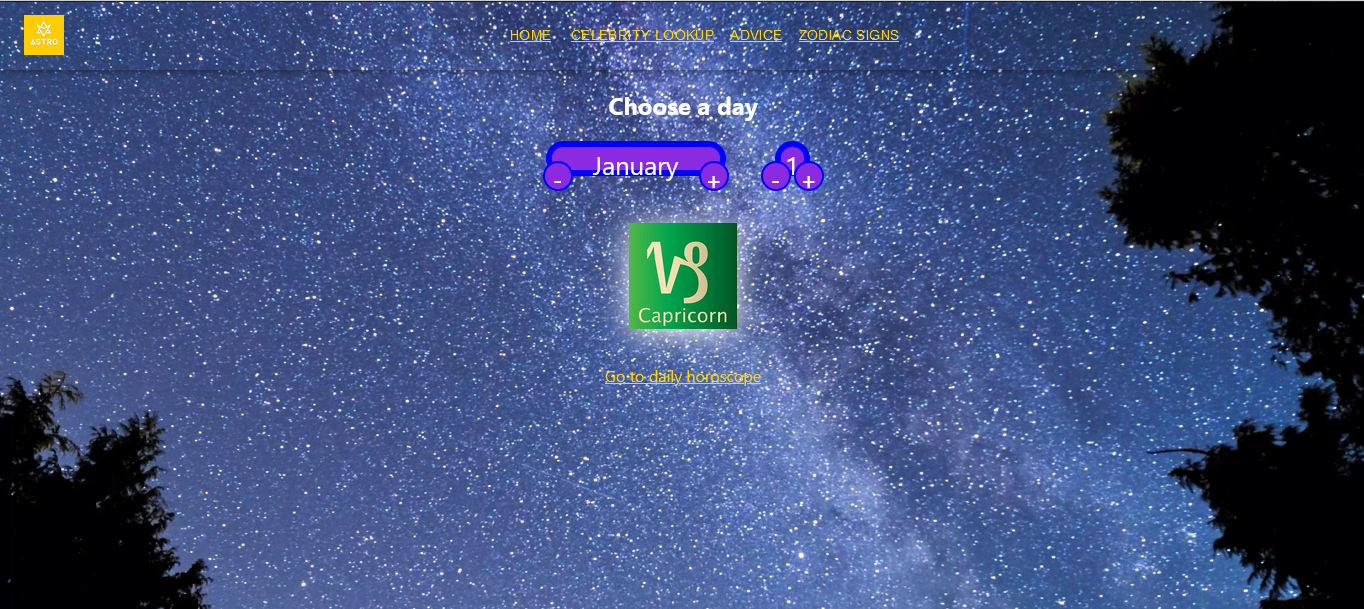 ASTRO
HOME CELEBRITY LOOKUP ADVICE ZODIAC SIGNS
Choose a day
January 1
- + - +
Capricorn
Go to daily horoscope